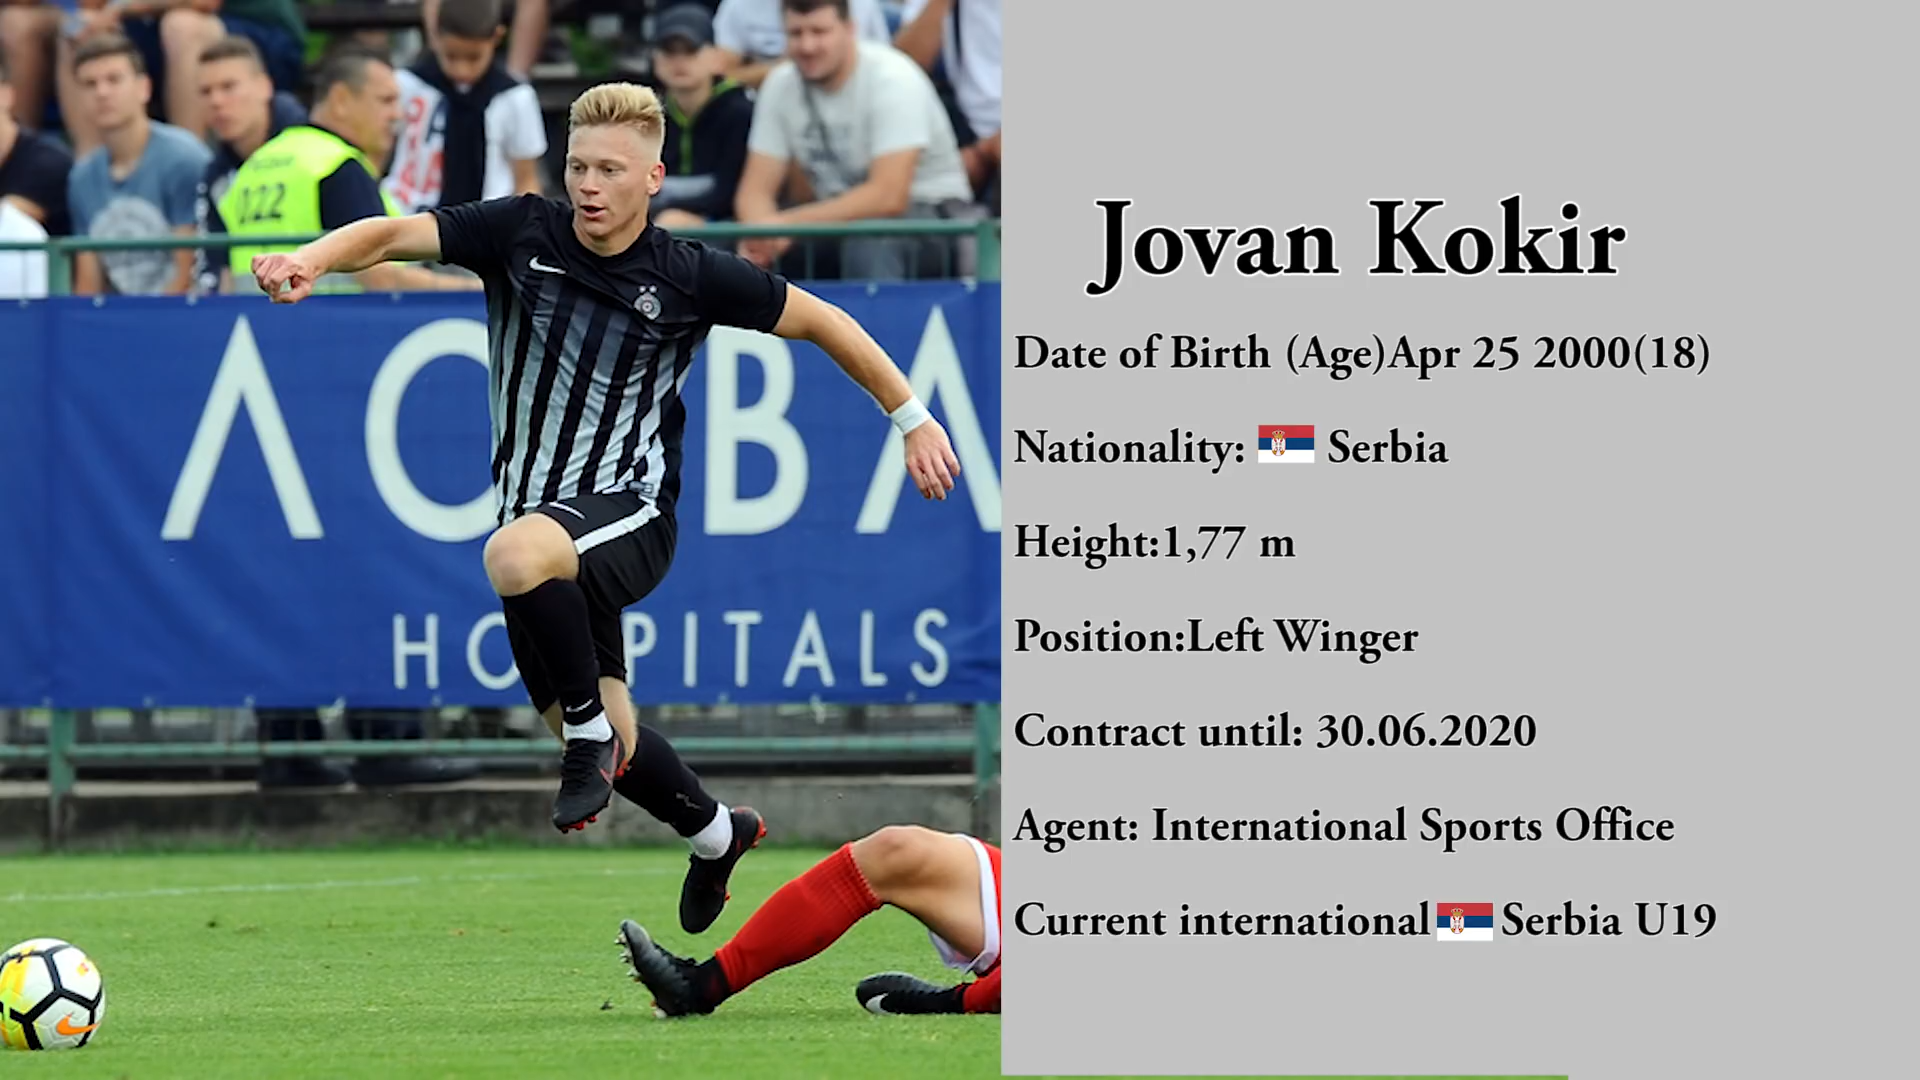 022
Jovan Kokir
Date of Birth (Age)Apr 25 2000(18)
Nationality: Serbia
Height:1,77 m
Position:Left Winger
Contract until: 30.06.2020
Agent: International Sports Office
Current international Serbia U19